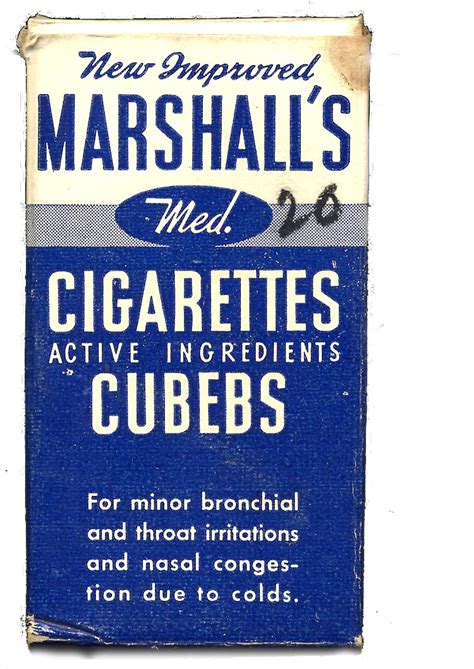 New Improved
MARSHALL'S
Med. 20
CIGARETTES
ACTIVE INGREDIENTS
CUBEBS
For minor bronchial
and throat irritations
and nasal conges-
tion due to colds.